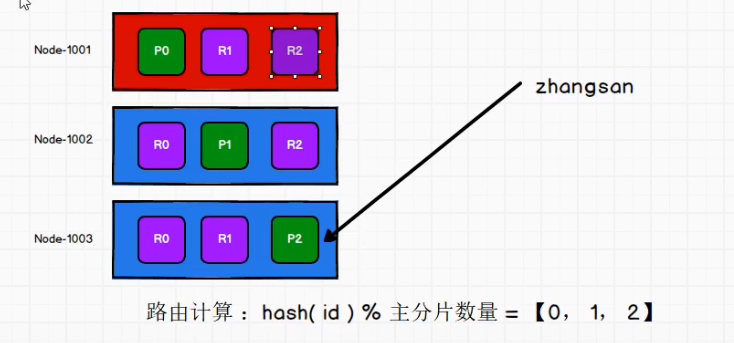 Node-1001 P0 R1 R2
zhangsan
Node-1002 R0 P1 R2
Node-1003 R0 R1 P2
路由计算：hash( id ) % 主分片数量 = 【0， 1， 2】